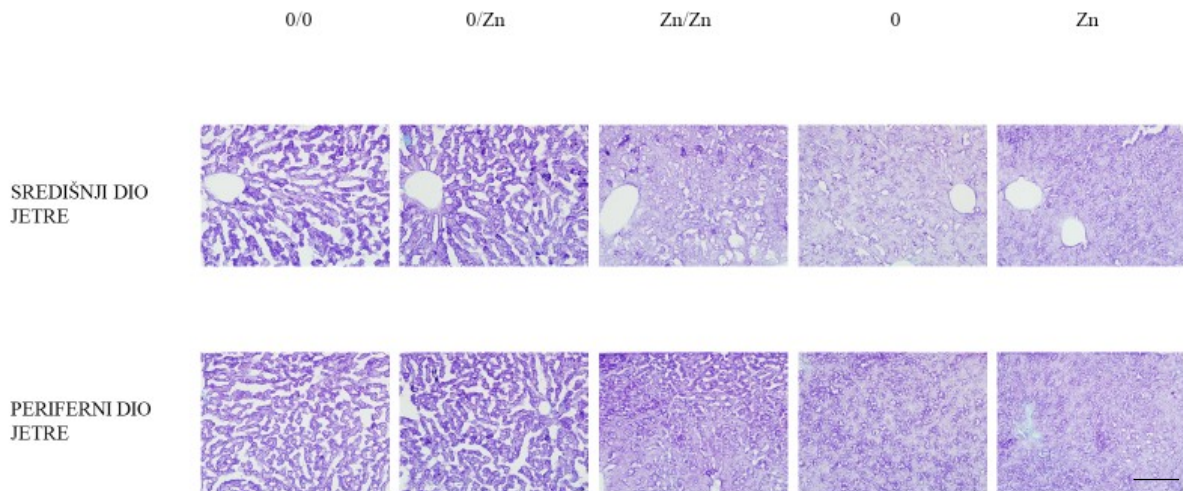 0/0 0/Zn Zn/Zn 0 Zn
SREDIŠNJI DIO
JETRE
PERIFERNI DIO
JETRE